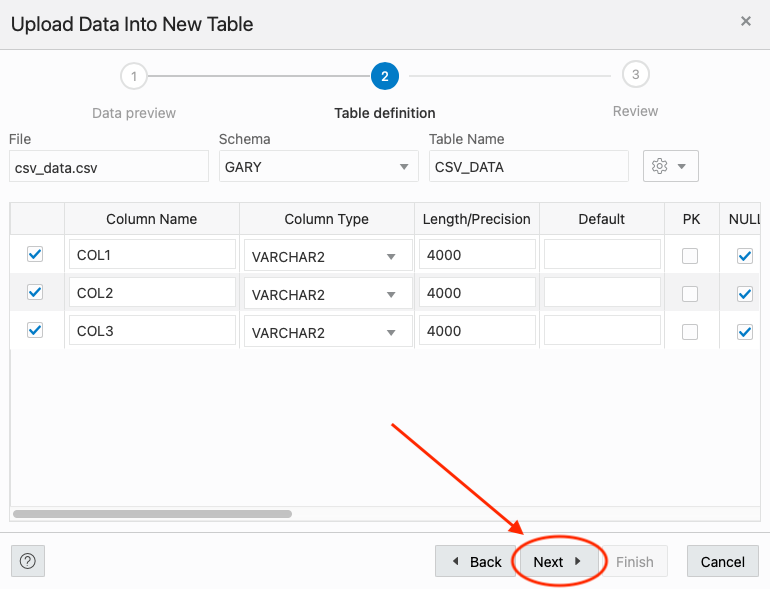 Upload Data Into New Table
1 2 3
Data preview Table definition Review
File Schema Table Name
csv_data.csv GARY CSV_DATA
Column Name Column Type Length/Precision Default PK NULL
COL1 VARCHAR2 4000
COL2 VARCHAR2 4000
COL3 VARCHAR2 4000
? Back Next Finish Cancel